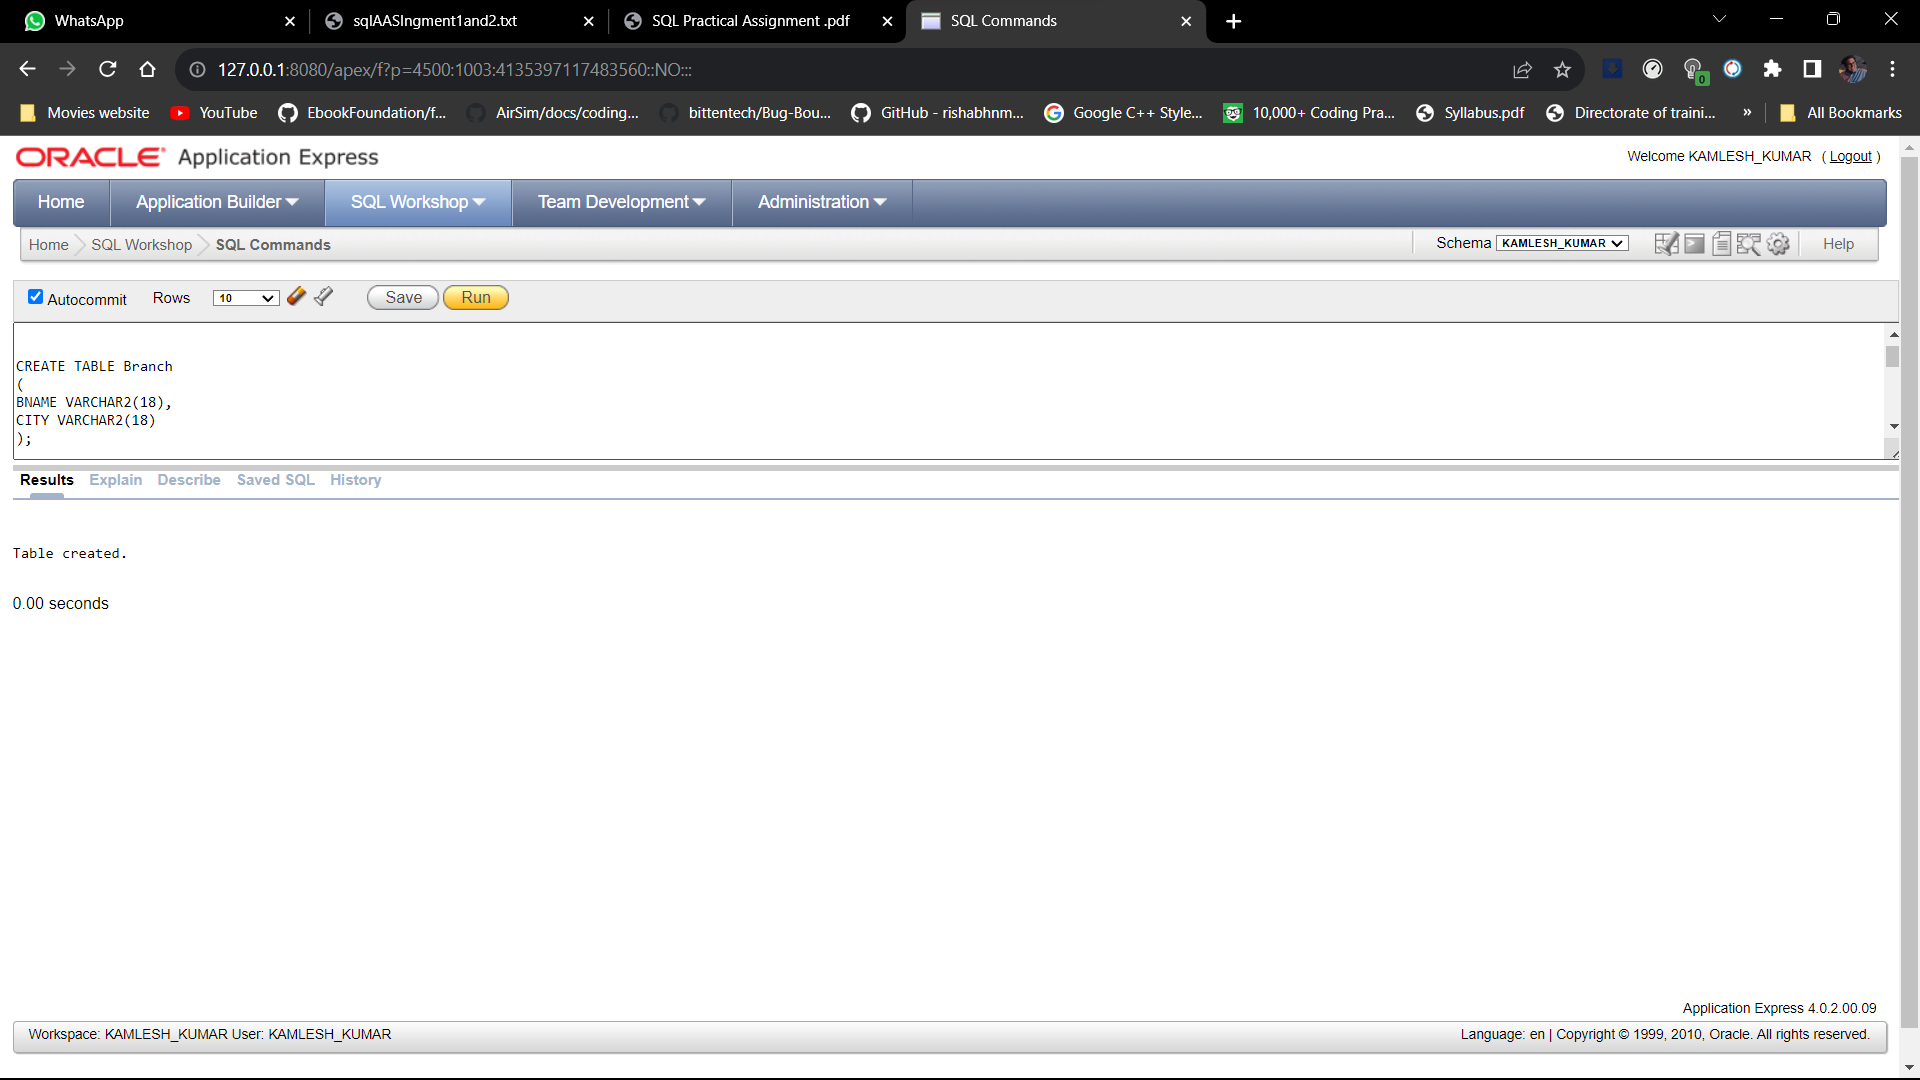 WhatsApp
sqlAASIngment1and2.txt
SQL Practical Assignment .pdf
SQL Commands
127.0.0.1:8080/apex/f?p=4500:1003:4135397117483560::NO:::
0
Movies website
YouTube
EbookFoundation/f...
AirSim/docs/coding...
bittentech/Bug-Bou...
GitHub - rishabhnm...
Google C++ Style...
10,000+ Coding Pra...
Syllabus.pdf
Directorate of traini...
»
All Bookmarks
ORACLE Application Express
Welcome KAMLESH_KUMAR ( Logout )
Home
Application Builder
SQL Workshop
Team Development
Administration
Home
SQL Workshop
SQL Commands
Schema KAMLESH_KUMAR
Help
Autocommit
Rows
10
Save
Run
CREATE TABLE Branch
(
BNAME VARCHAR2(18),
CITY VARCHAR2(18)
);
Results
Explain
Describe
Saved SQL
History
Table created.
0.00 seconds
Application Express 4.0.2.00.09
Workspace: KAMLESH_KUMAR User: KAMLESH_KUMAR
Language: en | Copyright © 1999, 2010, Oracle. All rights reserved.